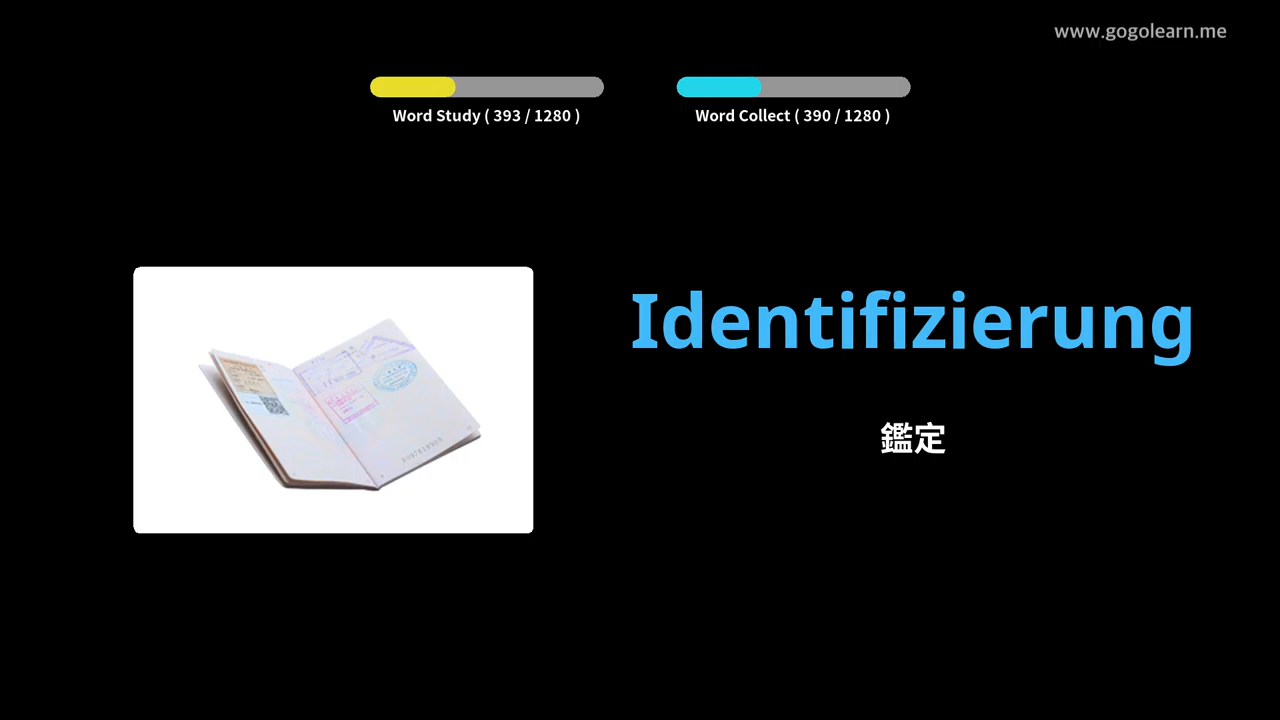 www.gogolearn.me
Word Study ( 393 / 1280 )
Word Collect ( 390 / 1280 )
Identifizierung
鑑定